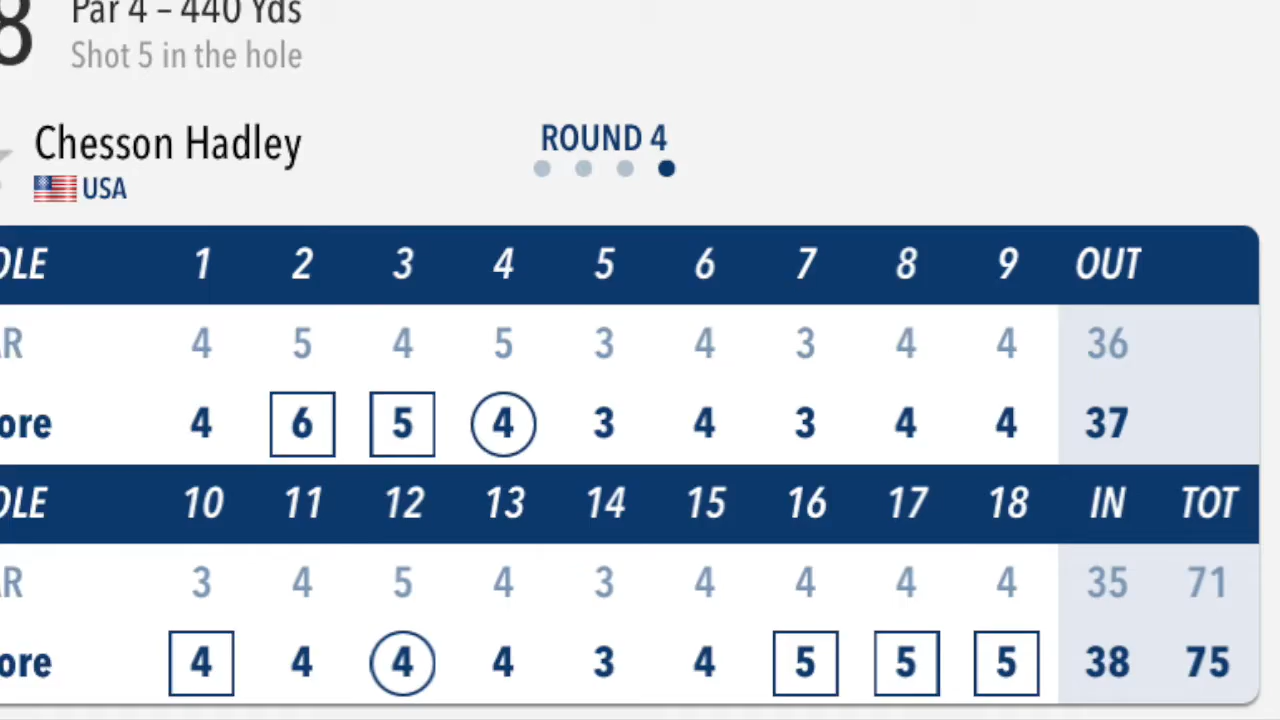 8
Par 4 – 440 Yds
Shot 5 in the hole
Chesson Hadley
USA
ROUND 4
OLE 1 2 3 4 5 6 7 8 9 OUT
AR 4 5 4 5 3 4 3 4 4 36
ore 4 6 5 4 3 4 3 4 4 37
OLE 10 11 12 13 14 15 16 17 18 IN TOT
AR 3 4 5 4 3 4 4 4 4 35 71
ore 4 4 4 4 3 4 5 5 5 38 75